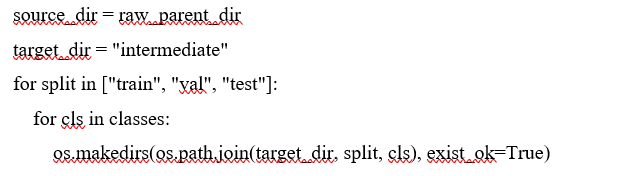 source_dir = raw_parent_dir
target_dir = "intermediate"
for split in ["train", "val", "test"]:
for cls in classes:
os.makedirs(os.path.join(target_dir, split, cls), exist_ok=True)